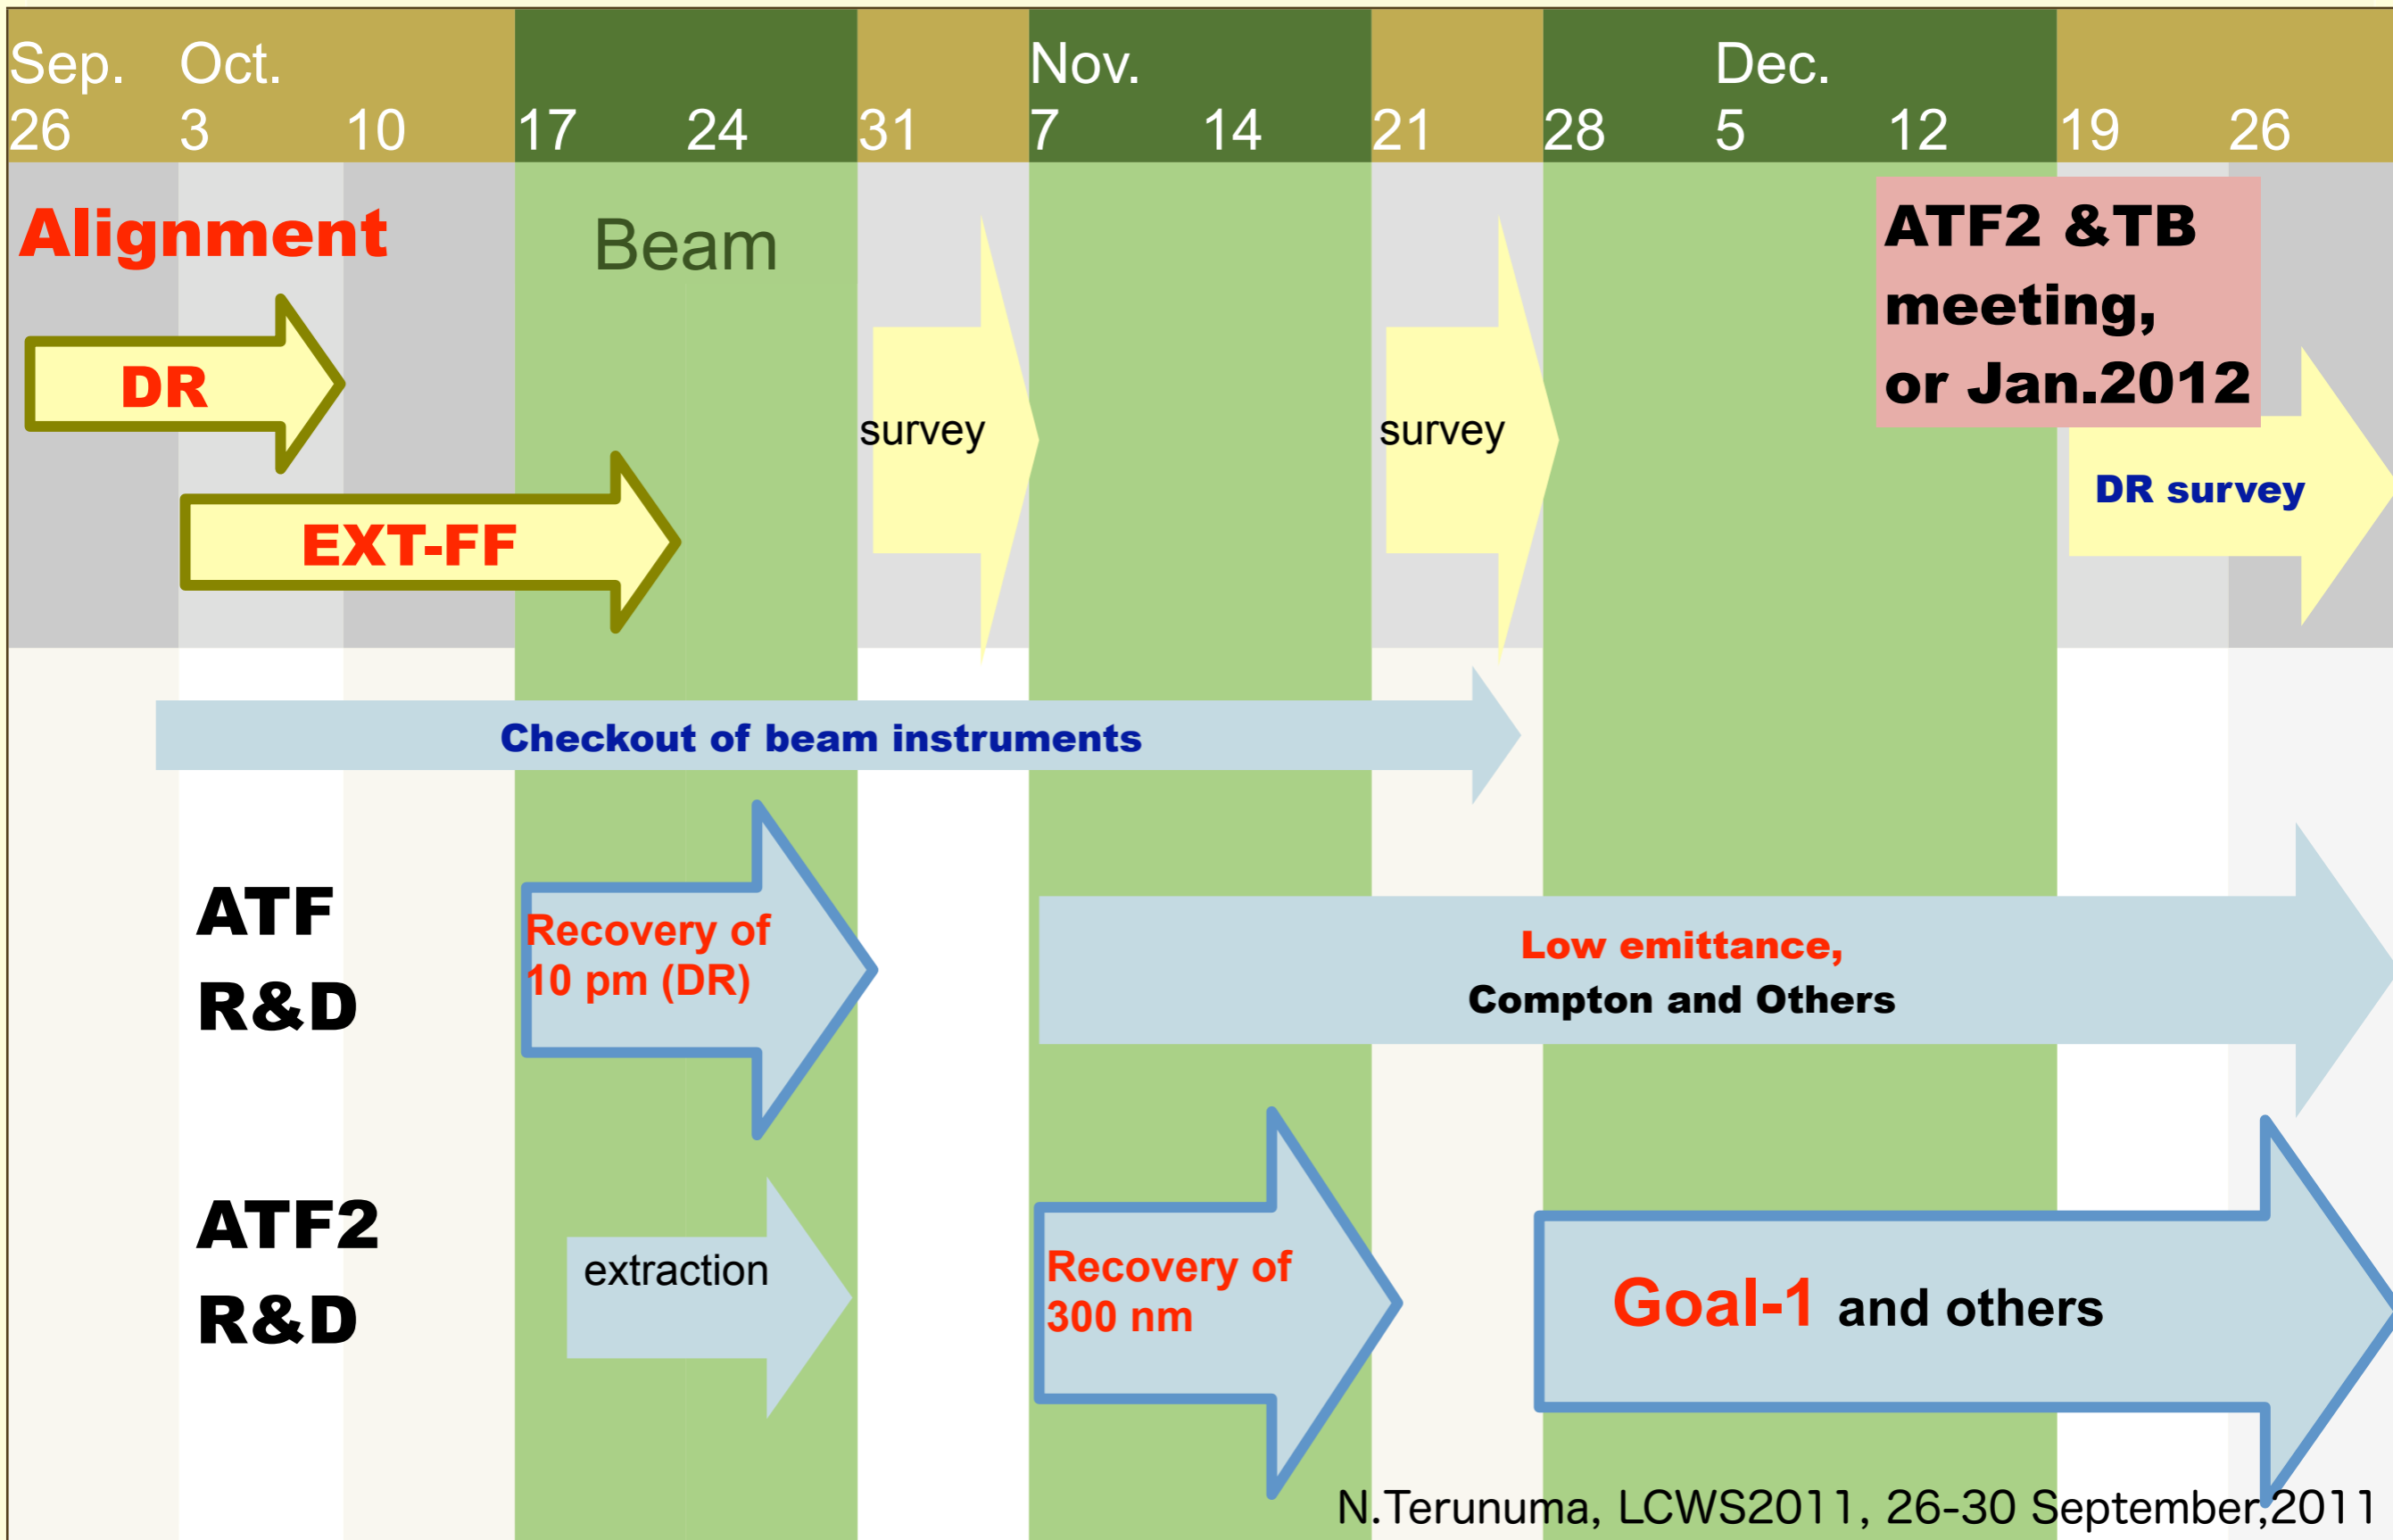 Sep. Oct. Nov. Dec.
26 3 10 17 24 31 7 14 21 28 5 12 19 26
Alignment
Beam
ATF2 &TB
meeting,
or Jan.2012
DR
survey
survey
DR survey
EXT-FF
Checkout of beam instruments
ATF
R&D
Recovery of
10 pm (DR)
Low emittance,
Compton and Others
ATF2
R&D
extraction
Recovery of
300 nm
Goal-1 and others
N.Terunuma, LCWS2011, 26-30 September,2011